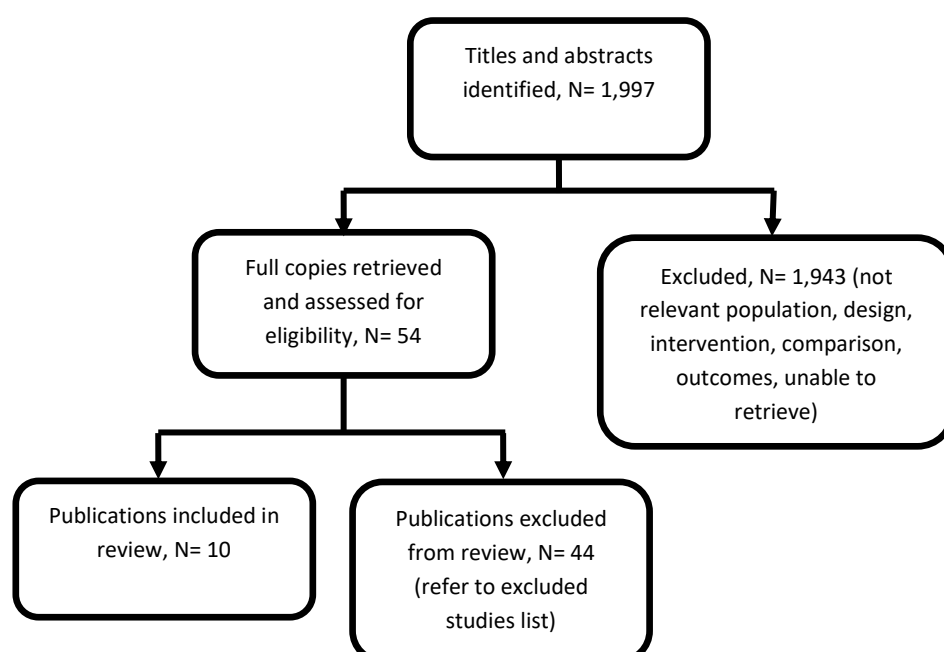 Titles and abstracts
identified, N= 1,997
Full copies retrieved
and assessed for
eligibility, N= 54
Excluded, N= 1,943 (not
relevant population, design,
intervention, comparison,
outcomes, unable to
retrieve)
Publications included in
review, N= 10
Publications excluded
from review, N= 44
(refer to excluded
studies list)